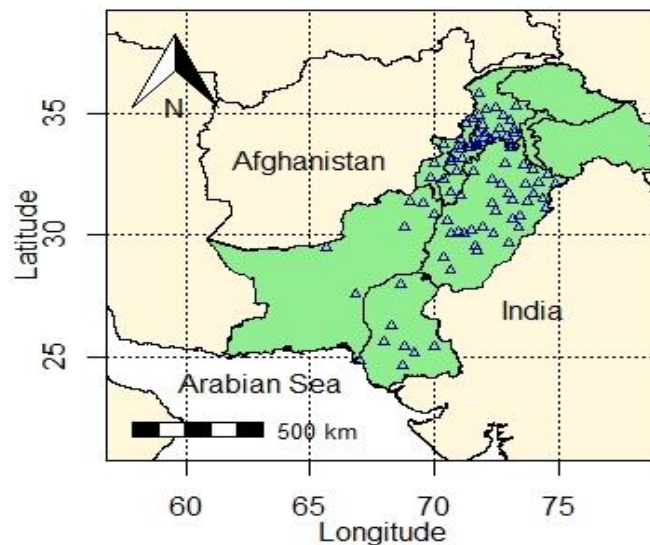 N
35
Afghanistan
30
Latitude
India
25
Arabian Sea
500 km
60 65 70 75
Longitude